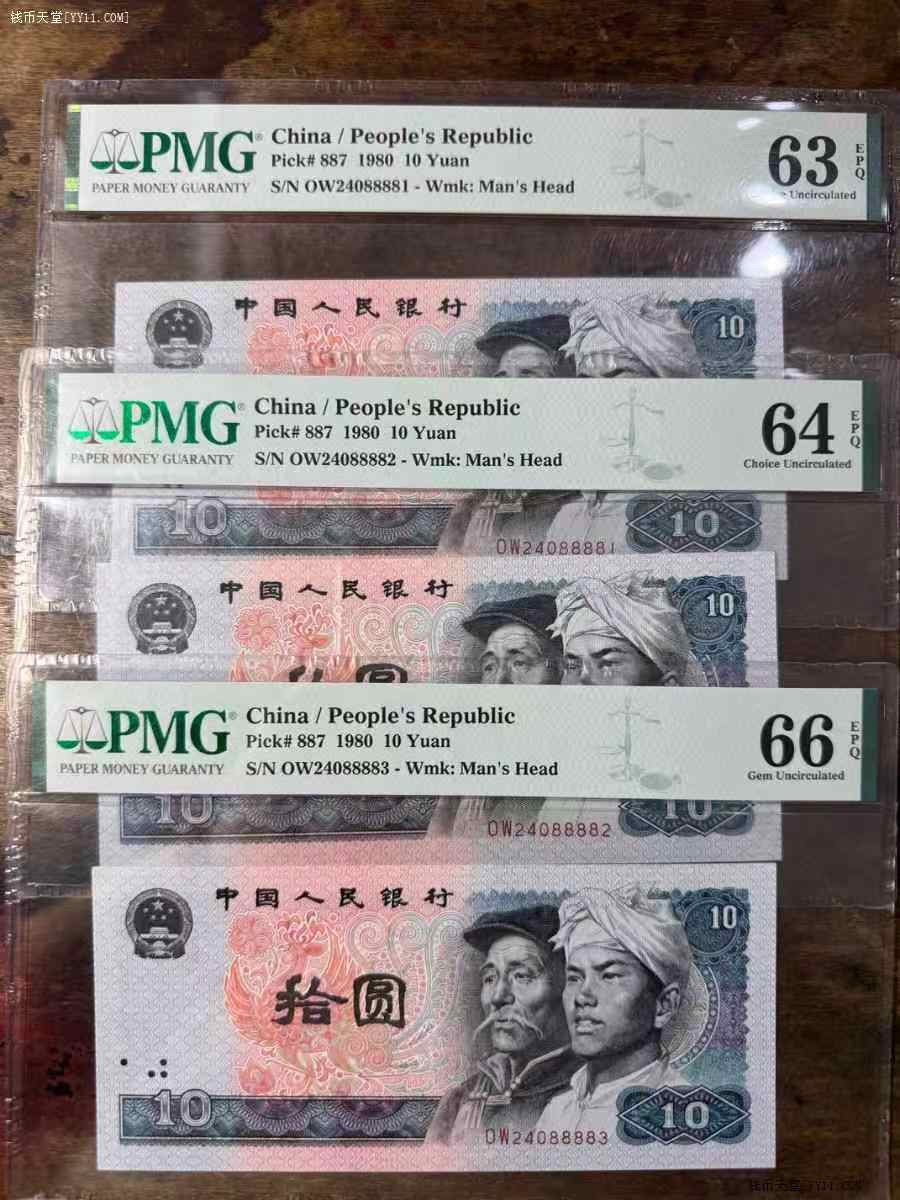 钱币天堂[YY11.COM]
PMG®
PAPER MONEY GUARANTY
China / People's Republic
Pick# 887 1980 10 Yuan
S/N OW24088881 - Wmk: Man's Head
63
EPQ
Uncirculated
中国人民银行
10
10
10
OW24088881
PMG®
PAPER MONEY GUARANTY
China / People's Republic
Pick# 887 1980 10 Yuan
S/N OW24088882 - Wmk: Man's Head
64
EPQ
Choice Uncirculated
中国人民银行
10
圆
10
10
OW24088882
PMG®
PAPER MONEY GUARANTY
China / People's Republic
Pick# 887 1980 10 Yuan
S/N OW24088883 - Wmk: Man's Head
66
EPQ
Gem Uncirculated
中国人民银行
10
拾圆
10
10
OW24088883
钱币天堂·YY11.COM